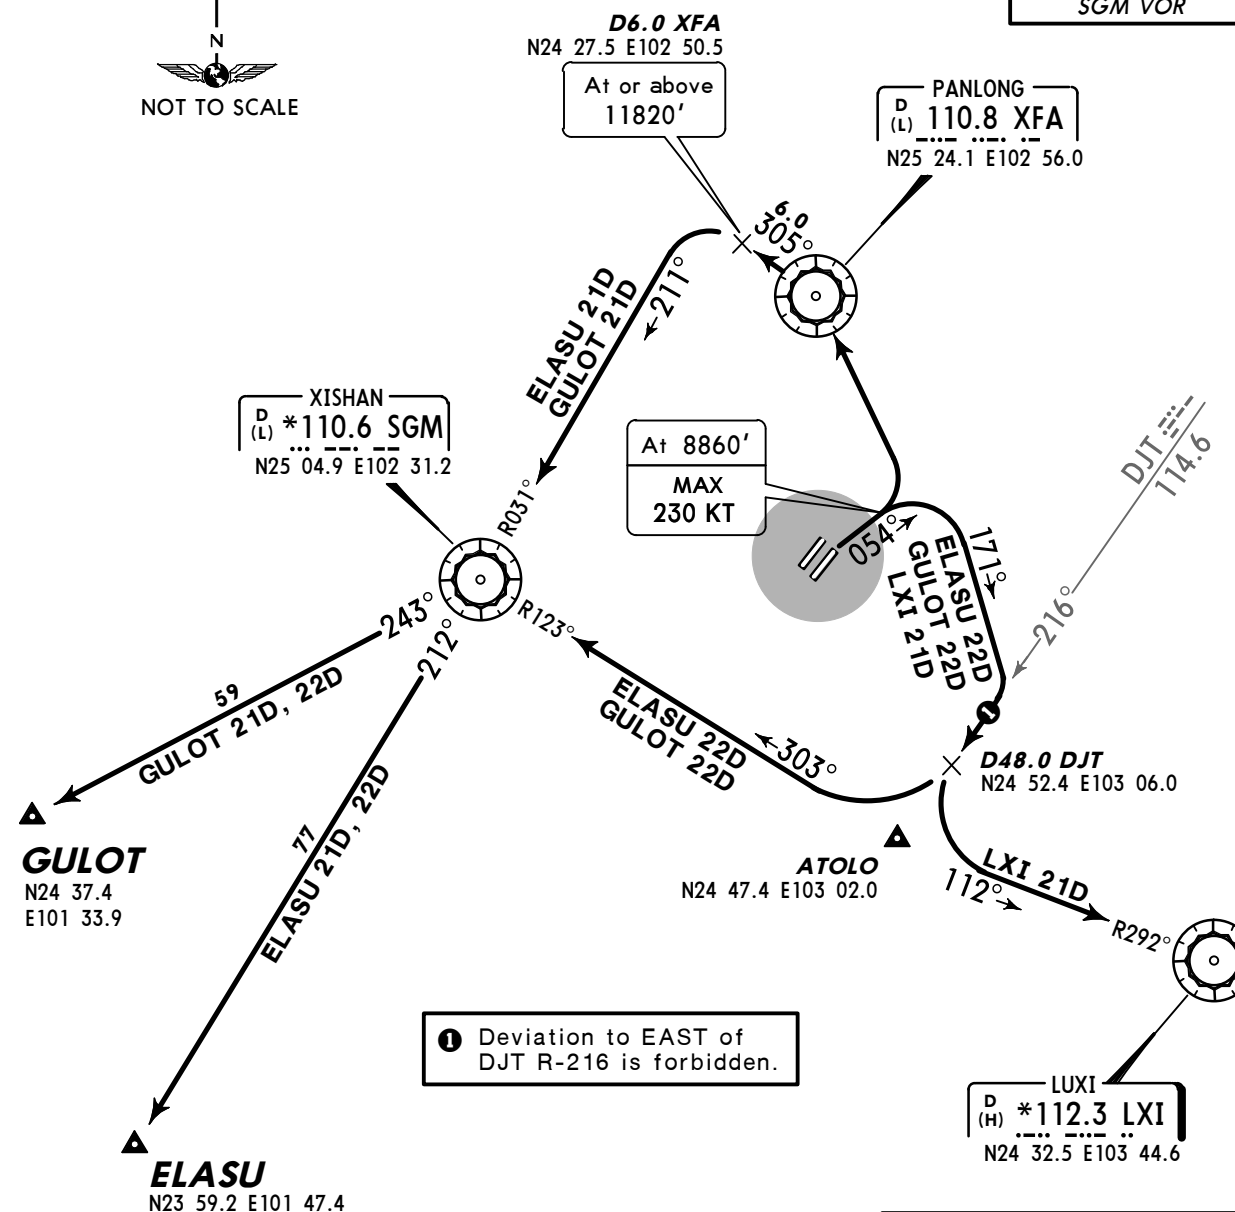 SGM VOR
N
NOT TO SCALE
D6.0 XFA
N24 27.5 E102 50.5
At or above
11820'
PANLONG
D
(L) 110.8 XFA
N25 24.1 E102 56.0
6.0
305°
211°
ELASU 21D
GULOT 21D
XISHAN
D
(L) *110.6 SGM
N25 04.9 E102 31.2
R031°
At 8860'
MAX
230 KT
054°
171°
ELASU 22D
GULOT 22D
LXI 21D
DJT
114.6
216°
243°
212°
R123°
59
GULOT 21D, 22D
77
ELASU 21D, 22D
ELASU 22D
GULOT 22D
303°
1
D48.0 DJT
N24 52.4 E103 06.0
GULOT
N24 37.4
E101 33.9
ATOLO
N24 47.4 E103 02.0
LXI 21D
112°
R292°
1 Deviation to EAST of
DJT R-216 is forbidden.
LUXI
D
(H) *112.3 LXI
N24 32.5 E103 44.6
ELASU
N23 59.2 E101 47.4